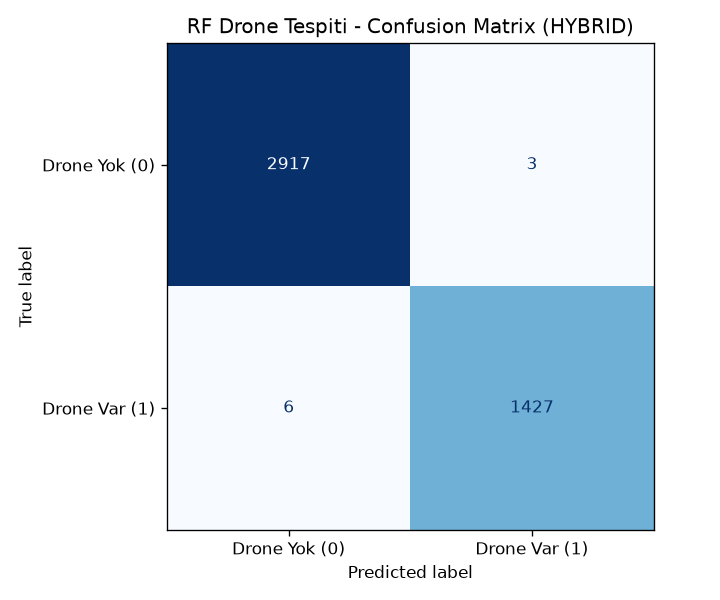 RF Drone Tespiti - Confusion Matrix (HYBRID)
True label
Drone Yok (0)
2917
3
Drone Var (1)
6
1427
Drone Yok (0)
Drone Var (1)
Predicted label